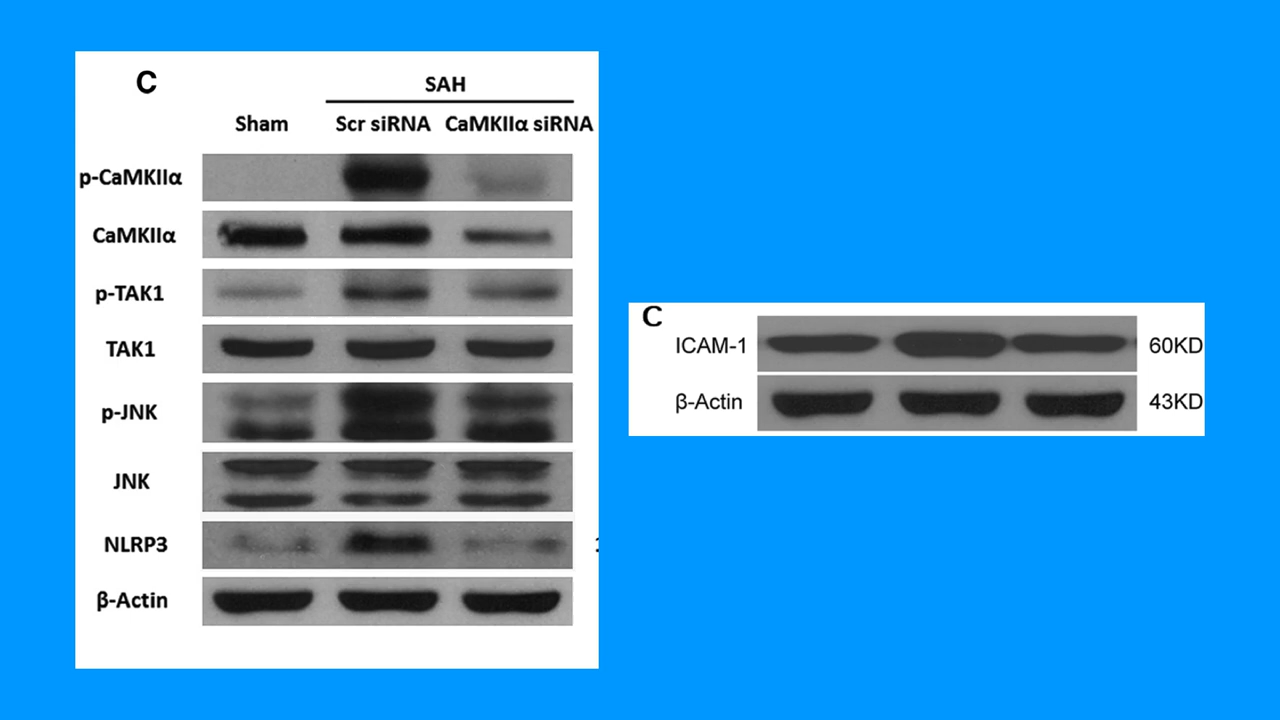 C
SAH
Sham Scr siRNA CaMKIIα siRNA
p-CaMKIIα
CaMKIIα
p-TAK1
TAK1
p-JNK
JNK
NLRP3
β-Actin
C
ICAM-1 60KD
β-Actin 43KD